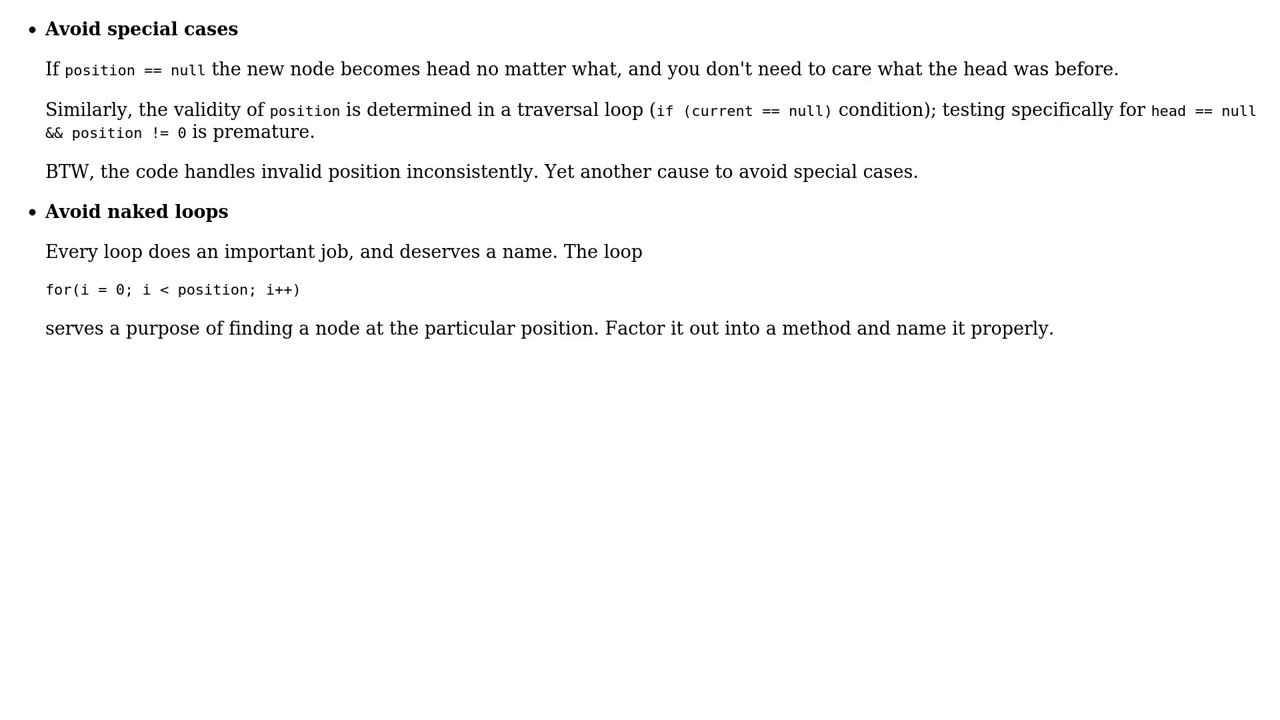 • Avoid special cases
If position == null the new node becomes head no matter what, and you don't need to care what the head was before.
Similarly, the validity of position is determined in a traversal loop (if (current == null) condition); testing specifically for head == null
&& position != 0 is premature.
BTW, the code handles invalid position inconsistently. Yet another cause to avoid special cases.
• Avoid naked loops
Every loop does an important job, and deserves a name. The loop
for(i = 0; i < position; i++)
serves a purpose of finding a node at the particular position. Factor it out into a method and name it properly.